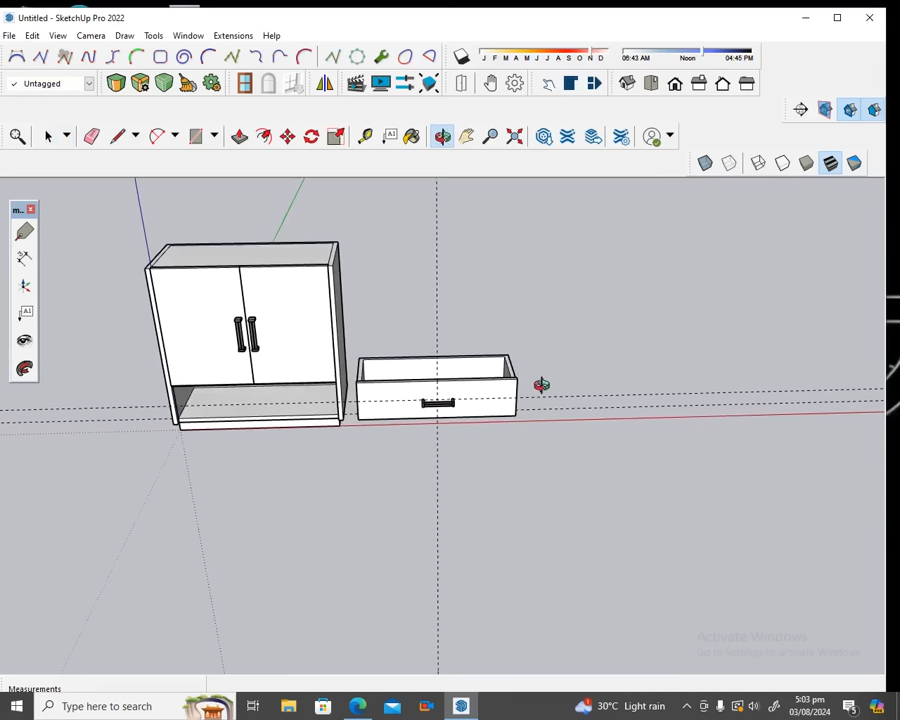 Untitled - SketchUp Pro 2022
File Edit View Camera Draw Tools Window Extensions Help
J F M A M J J A S O N D
06:43 AM Noon 04:45 PM
Untagged
m...
A1
Activate Windows
Go to Settings to activate Windows.
Measurements
Type here to search
30°C Light rain
5:03 pm
03/08/2024
5